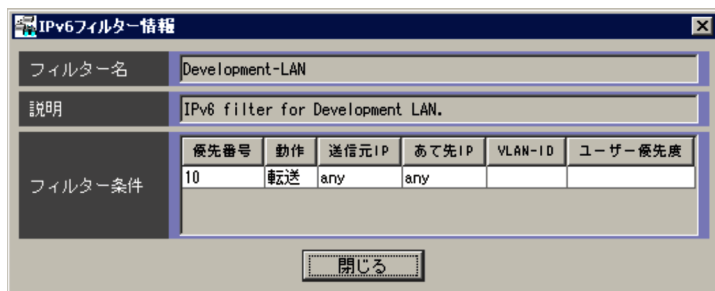 IPv6フィルター情報
フィルター名 Development-LAN
説明 IPv6 filter for Development LAN.
フィルター条件
優先番号 動作 送信元IP あて先IP VLAN-ID ユーザー優先度
10 転送 any any
閉じる